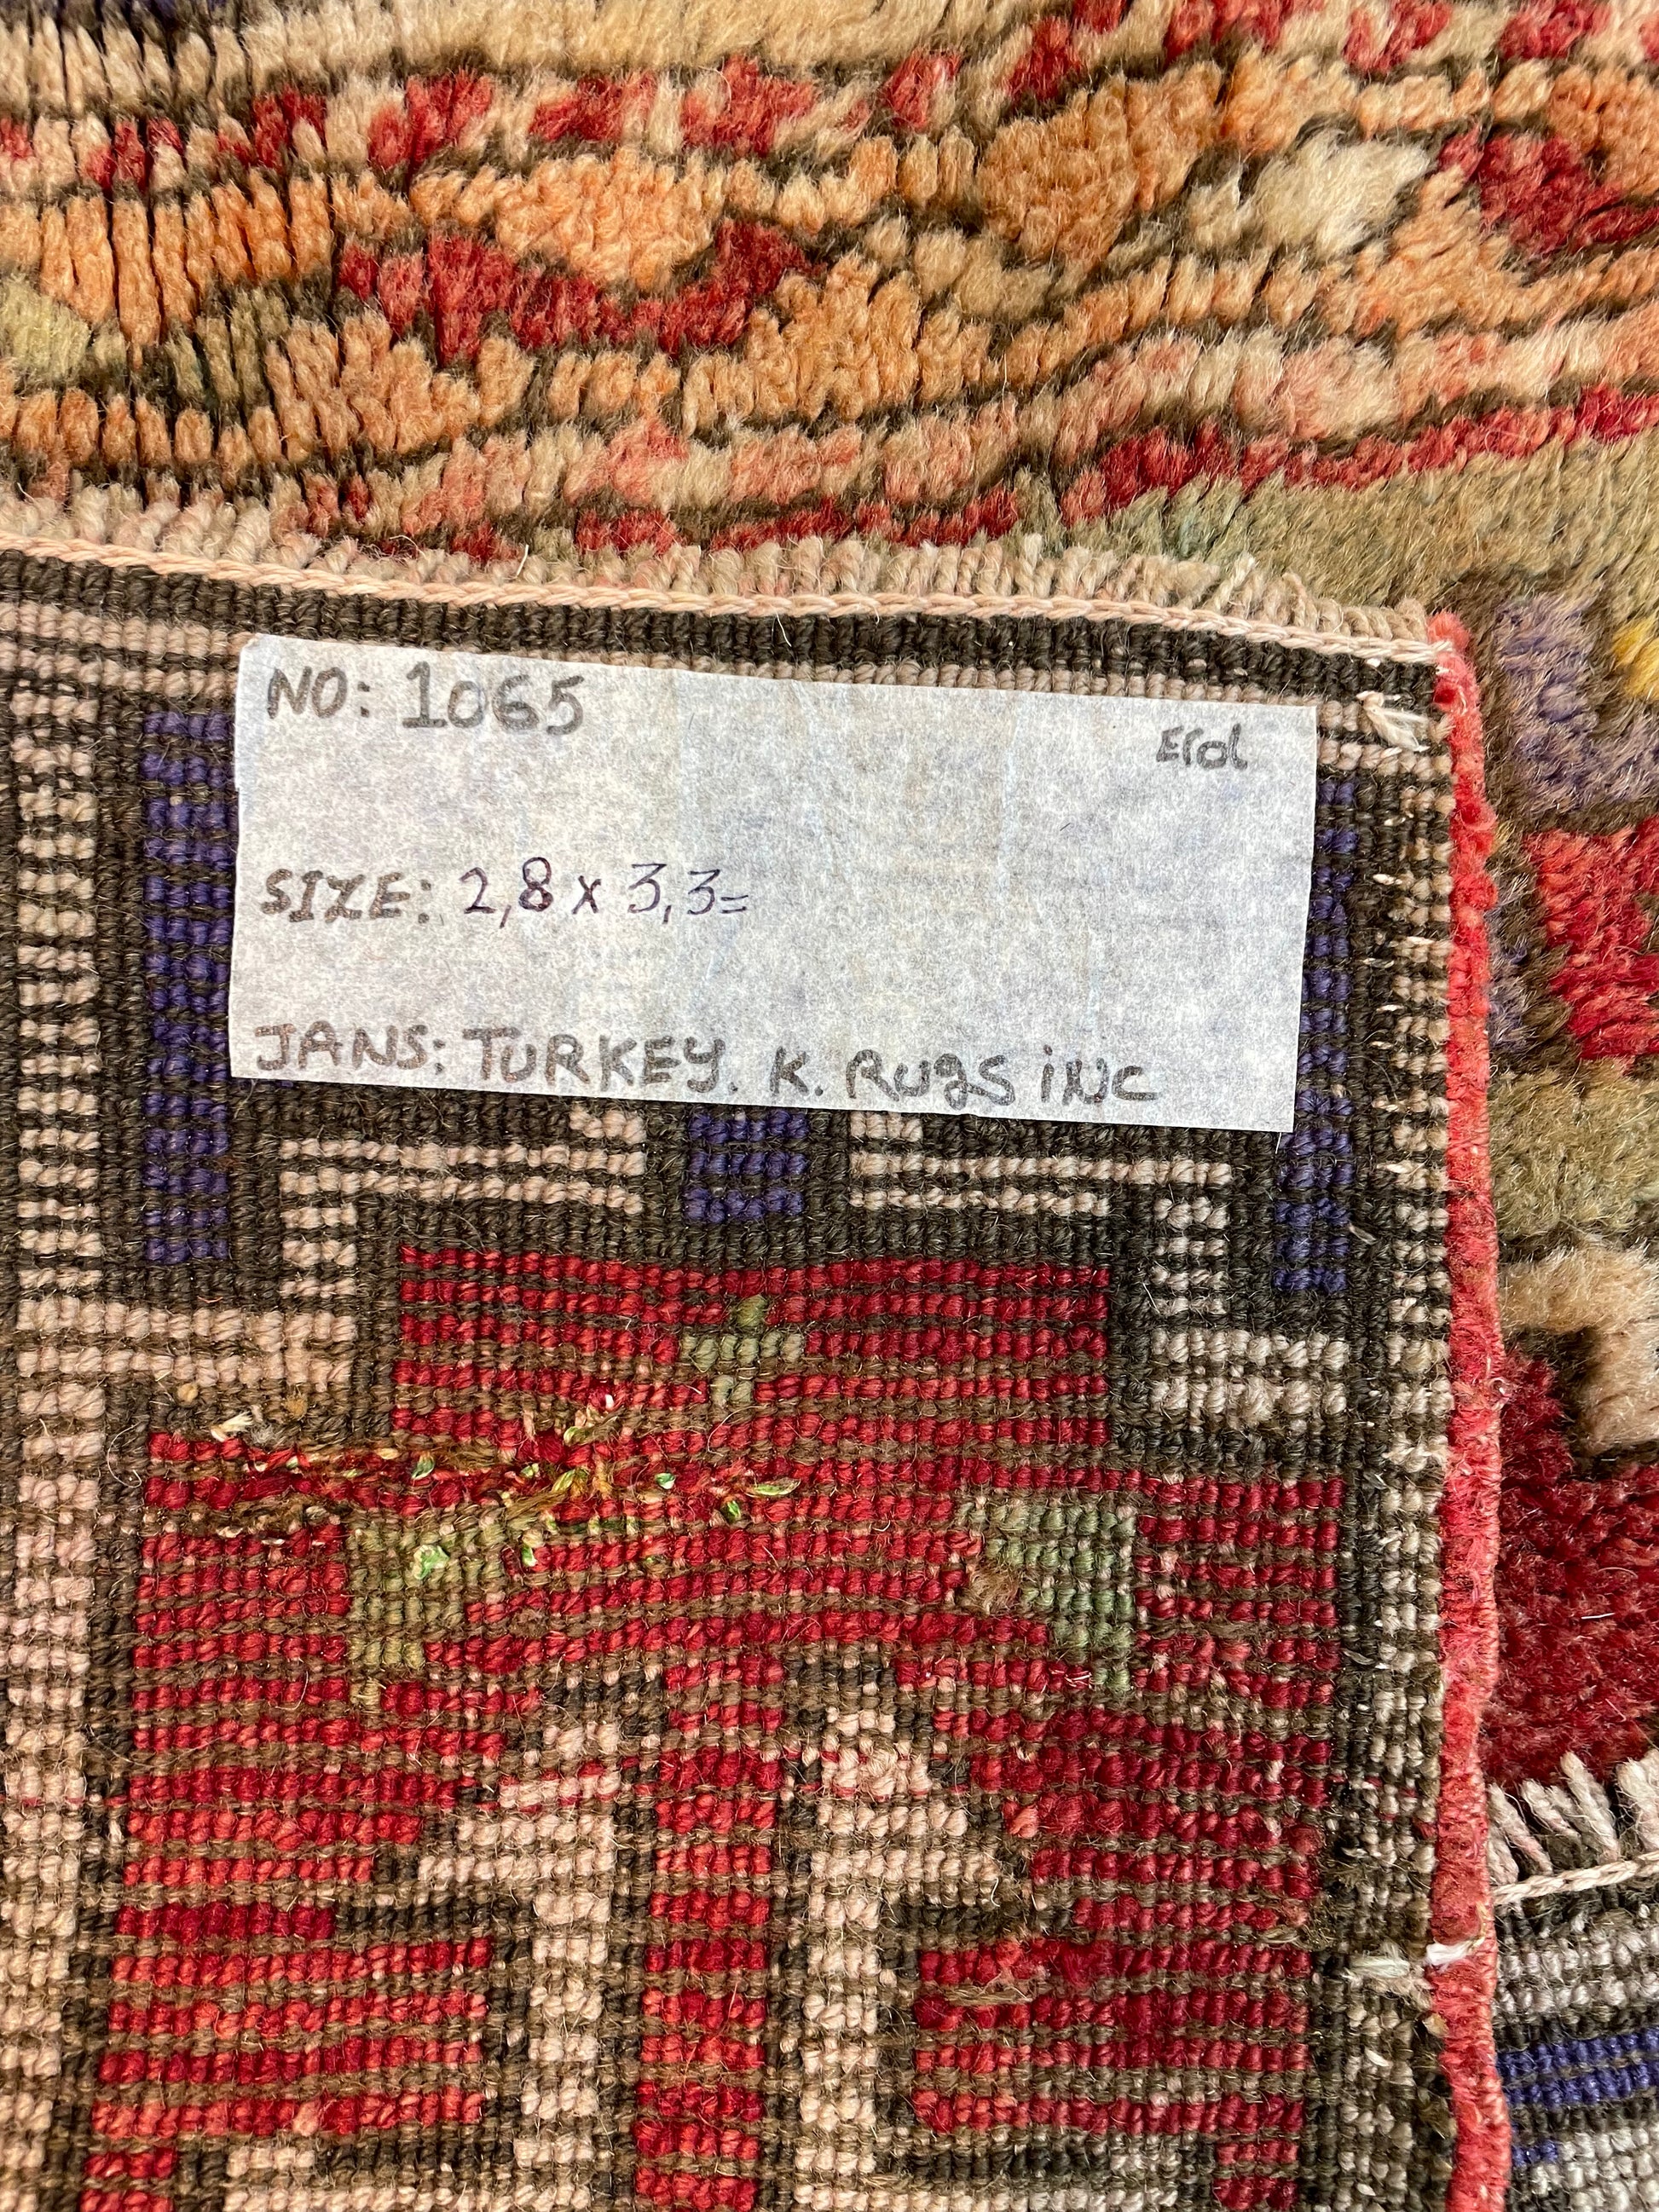 NO: 1065
Erol
SIZE: 2,8 x 3,3=
JANS: TURKEY. K. RUGS iNC